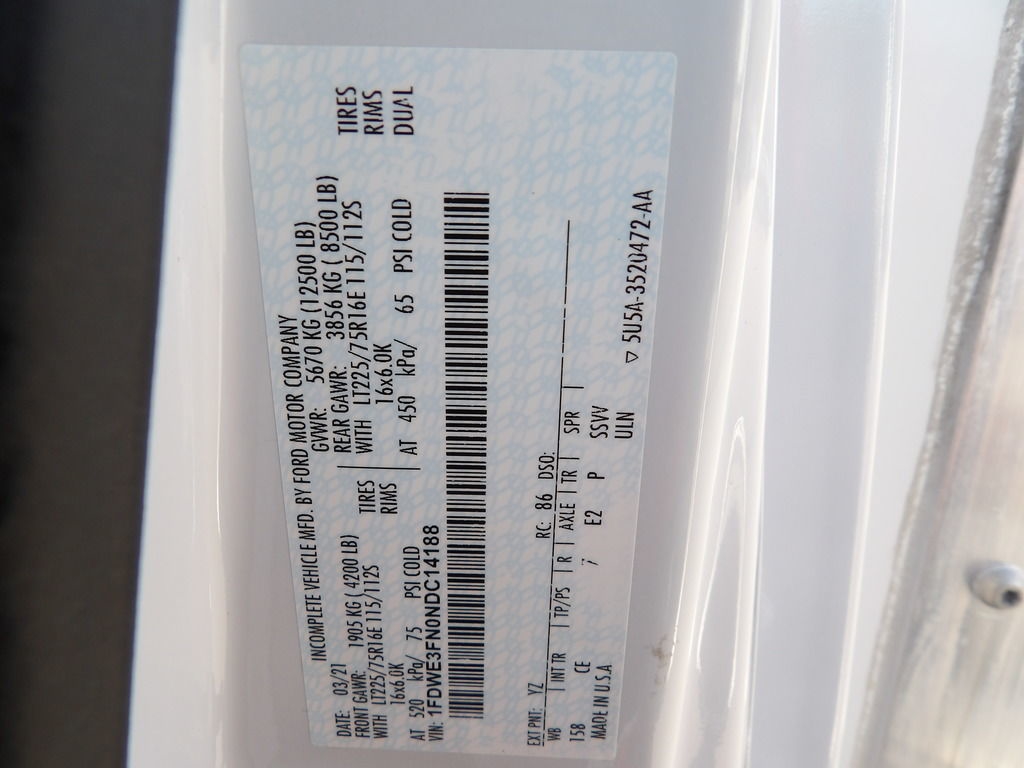 INCOMPLETE VEHICLE MFD. BY FORD MOTOR COMPANY
DATE: 03/21 GVWR: 5670 KG (12500 LB)
FRONT GAWR: 1905 KG (4200 LB) REAR GAWR: 3856 KG ( 8500 LB)
WITH LT225/75R16E 115/112S TIRES WITH LT225/75R16E 115/112S TIRES
16x6.0K RIMS 16x6.0K RIMS
AT 520 kPa/ 75 PSI COLD AT 450 kPa/ 65 PSI COLD DUAL
VIN: 1FDWE3FN0NDC14188
EXT PNT: YZ RC: 86 DSO:
WB INT TR TP/PS R AXLE TR SPR
158 CE 7 E2 P SSVV
MADE IN U.S.A ULN
▽ 5U5A-3520472-AA